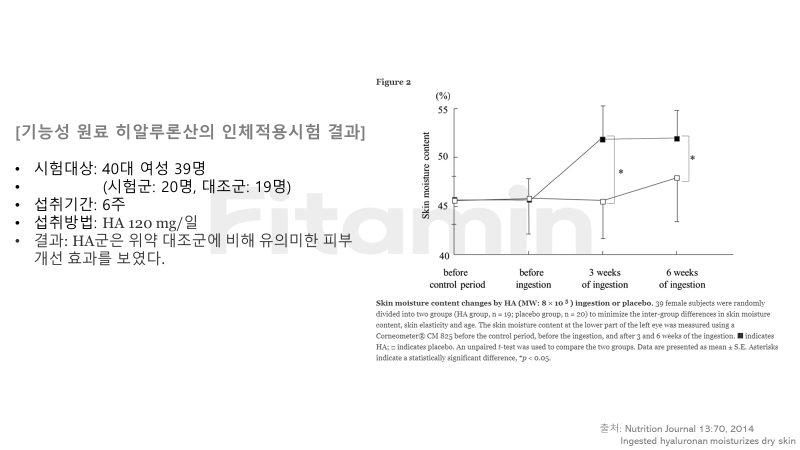 [기능성 원료 히알루론산의 인체적용시험 결과]
• 시험대상: 40대 여성 39명
• (시험군: 20명, 대조군: 19명)
• 섭취기간: 6주
• 섭취방법: HA 120 mg/일
• 결과: HA군은 위약 대조군에 비해 유의미한 피부
개선 효과를 보였다.
Fitamin
Figure 2
(%)
Skin moisture content
55
50
45
40
*
*
before
control period
before
ingestion
3 weeks
of ingestion
6 weeks
of ingestion
Skin moisture content changes by HA (MW: 8 × 10 5 ) ingestion or placebo. 39 female subjects were randomly
divided into two groups (HA group, n = 19; placebo group, n = 20) to minimize the inter-group differences in skin moisture
content, skin elasticity and age. The skin moisture content at the lower part of the left eye was measured using a
Corneometer® CM 825 before the control period, before the ingestion, and after 3 and 6 weeks of the ingestion. ■ indicates
HA; □ indicates placebo. An unpaired t-test was used to compare the two groups. Data are presented as mean ± S.E. Asterisks
indicate a statistically significant difference, *p < 0.05.
출처: Nutrition Journal 13:70, 2014
Ingested hyaluronan moisturizes dry skin